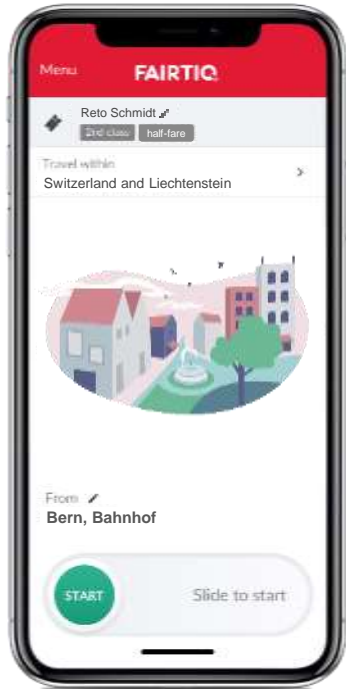 Menu FAIRTIQ
Reto Schmidt
2nd class half-fare
Travel within
Switzerland and Liechtenstein
From
Bern, Bahnhof
START Slide to start